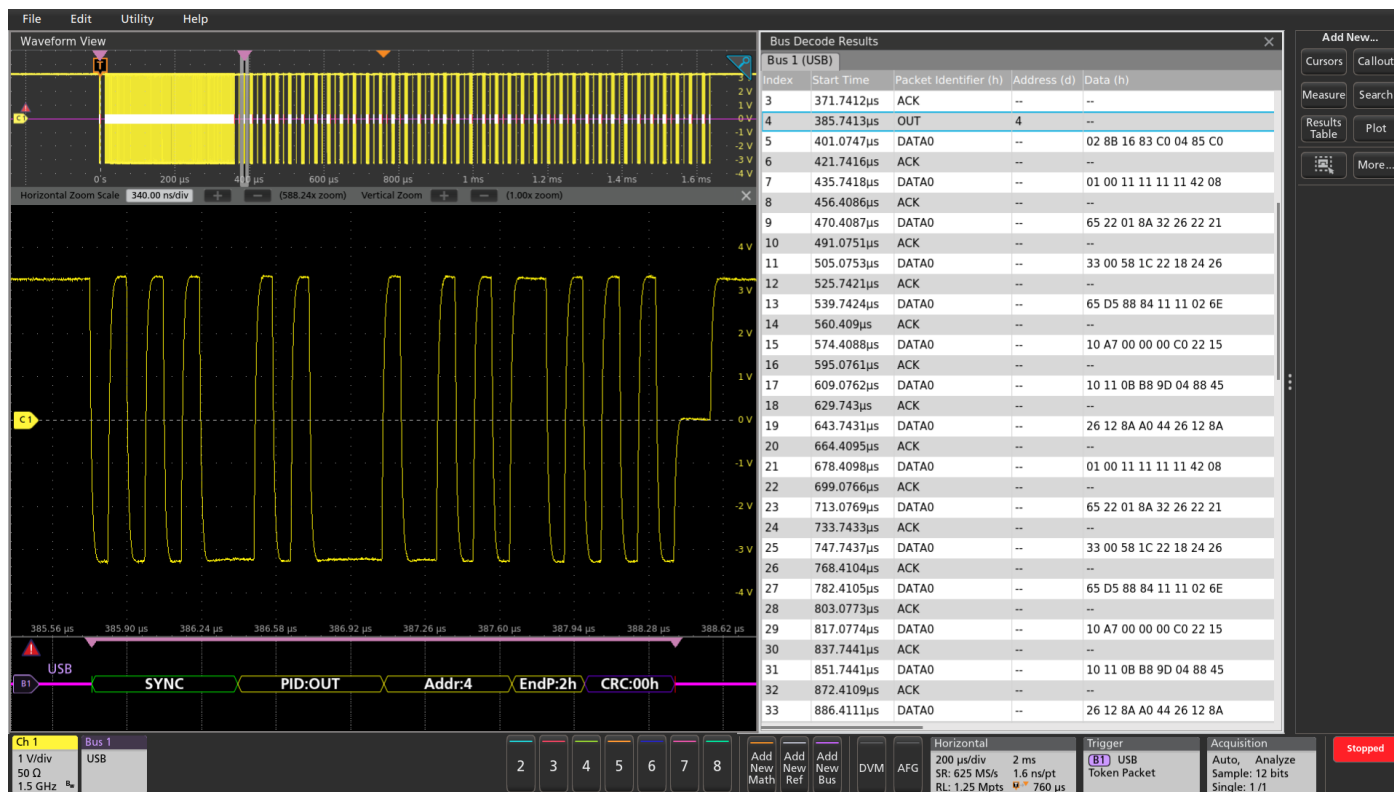 File Edit Utility Help
Waveform View
T
3 V
2 V
1 V
0 V
-1 V
-2 V
-3 V
-4 V
C 1
0 s 200 µs 400 µs 600 µs 800 µs 1 ms 1.2 ms 1.4 ms 1.6 ms
Horizontal Zoom Scale 340.00 ns/div + - (588.24x zoom) Vertical Zoom + - (1.00x zoom)
4 V
3 V
2 V
1 V
0 V
-1 V
-2 V
-3 V
-4 V
C 1
385.56 µs 385.90 µs 386.24 µs 386.58 µs 386.92 µs 387.26 µs 387.60 µs 387.94 µs 388.28 µs 388.62 µs
USB
B1 SYNC PID:OUT Addr:4 EndP:2h CRC:00h
Bus Decode Results
Bus 1 (USB)
Index Start Time Packet Identifier (h) Address (d) Data (h)
3 371.7412µs ACK -- --
4 385.7413µs OUT 4 --
5 401.0747µs DATA0 -- 02 8B 16 83 C0 04 85 C0
6 421.7416µs ACK -- --
7 435.7418µs DATA0 -- 01 00 11 11 11 11 42 08
8 456.4086µs ACK -- --
9 470.4087µs DATA0 -- 65 22 01 8A 32 26 22 21
10 491.0751µs ACK -- --
11 505.0753µs DATA0 -- 33 00 58 1C 22 18 24 26
12 525.7421µs ACK -- --
13 539.7424µs DATA0 -- 65 D5 88 84 11 11 02 6E
14 560.409µs ACK -- --
15 574.4088µs DATA0 -- 10 A7 00 00 00 C0 22 15
16 595.0761µs ACK -- --
17 609.0762µs DATA0 -- 10 11 0B B8 9D 04 88 45
18 629.743µs ACK -- --
19 643.7431µs DATA0 -- 26 12 8A A0 44 26 12 8A
20 664.4095µs ACK -- --
21 678.4098µs DATA0 -- 01 00 11 11 11 11 42 08
22 699.0766µs ACK -- --
23 713.0769µs DATA0 -- 65 22 01 8A 32 26 22 21
24 733.7433µs ACK -- --
25 747.7437µs DATA0 -- 33 00 58 1C 22 18 24 26
26 768.4104µs ACK -- --
27 782.4105µs DATA0 -- 65 D5 88 84 11 11 02 6E
28 803.0773µs ACK -- --
29 817.0774µs DATA0 -- 10 A7 00 00 00 C0 22 15
30 837.7441µs ACK -- --
31 851.7441µs DATA0 -- 10 11 0B B8 9D 04 88 45
32 872.4109µs ACK -- --
33 886.4111µs DATA0 -- 26 12 8A A0 44 26 12 8A
Add New...
Cursors Callout
Measure Search
Results Table Plot
More...
Ch 1
1 V/div
50 Ω
1.5 GHz
Bus 1
USB
2 3 4 5 6 7 8
Add New Math
Add New Ref
Add New Bus
DVM AFG
Horizontal
200 µs/div 2 ms
SR: 625 MS/s 1.6 ns/pt
RL: 1.25 Mpts 760 µs
Trigger
B1 USB
Token Packet
Acquisition
Auto, Analyze
Sample: 12 bits
Single: 1 /1
Stopped